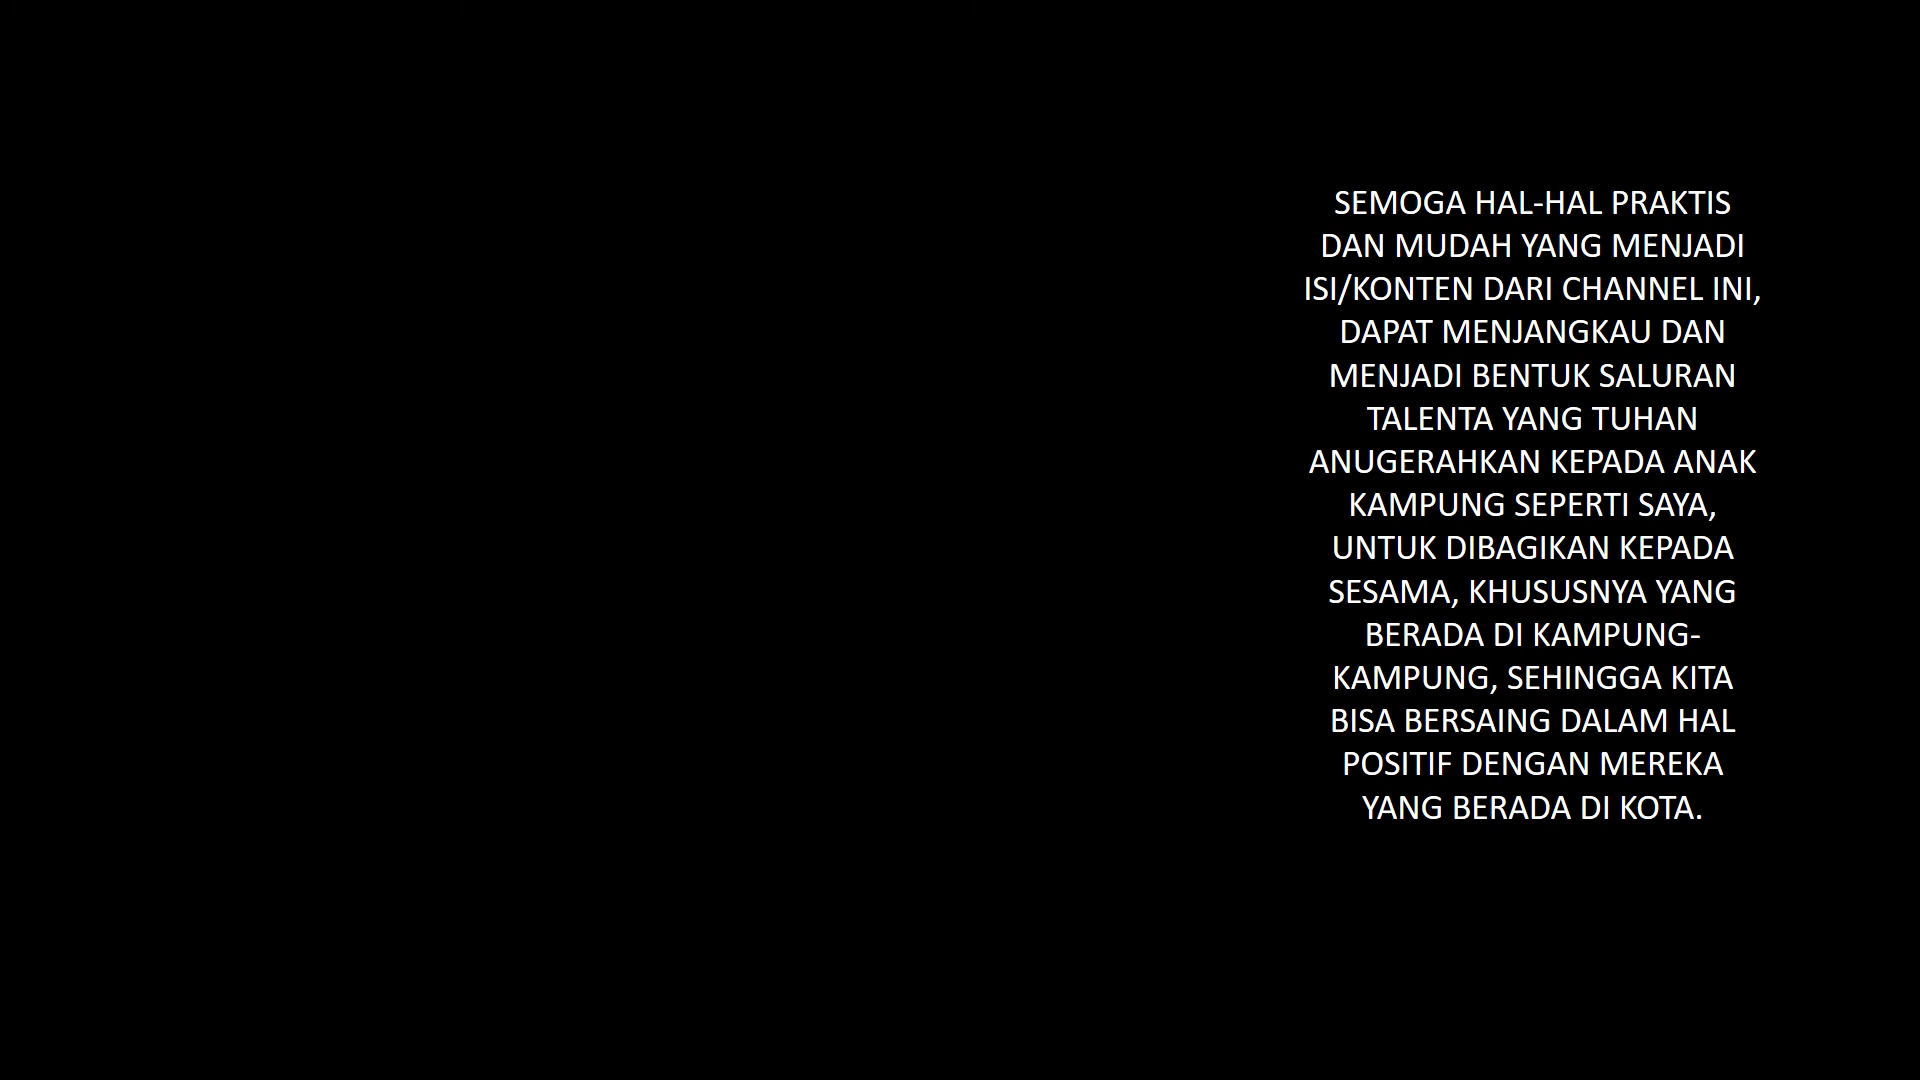 SEMOGA HAL-HAL PRAKTIS
DAN MUDAH YANG MENJADI
ISI/KONTEN DARI CHANNEL INI,
DAPAT MENJANGKAU DAN
MENJADI BENTUK SALURAN
TALENTA YANG TUHAN
ANUGERAHKAN KEPADA ANAK
KAMPUNG SEPERTI SAYA,
UNTUK DIBAGIKAN KEPADA
SESAMA, KHUSUSNYA YANG
BERADA DI KAMPUNG-
KAMPUNG, SEHINGGA KITA
BISA BERSAING DALAM HAL
POSITIF DENGAN MEREKA
YANG BERADA DI KOTA.